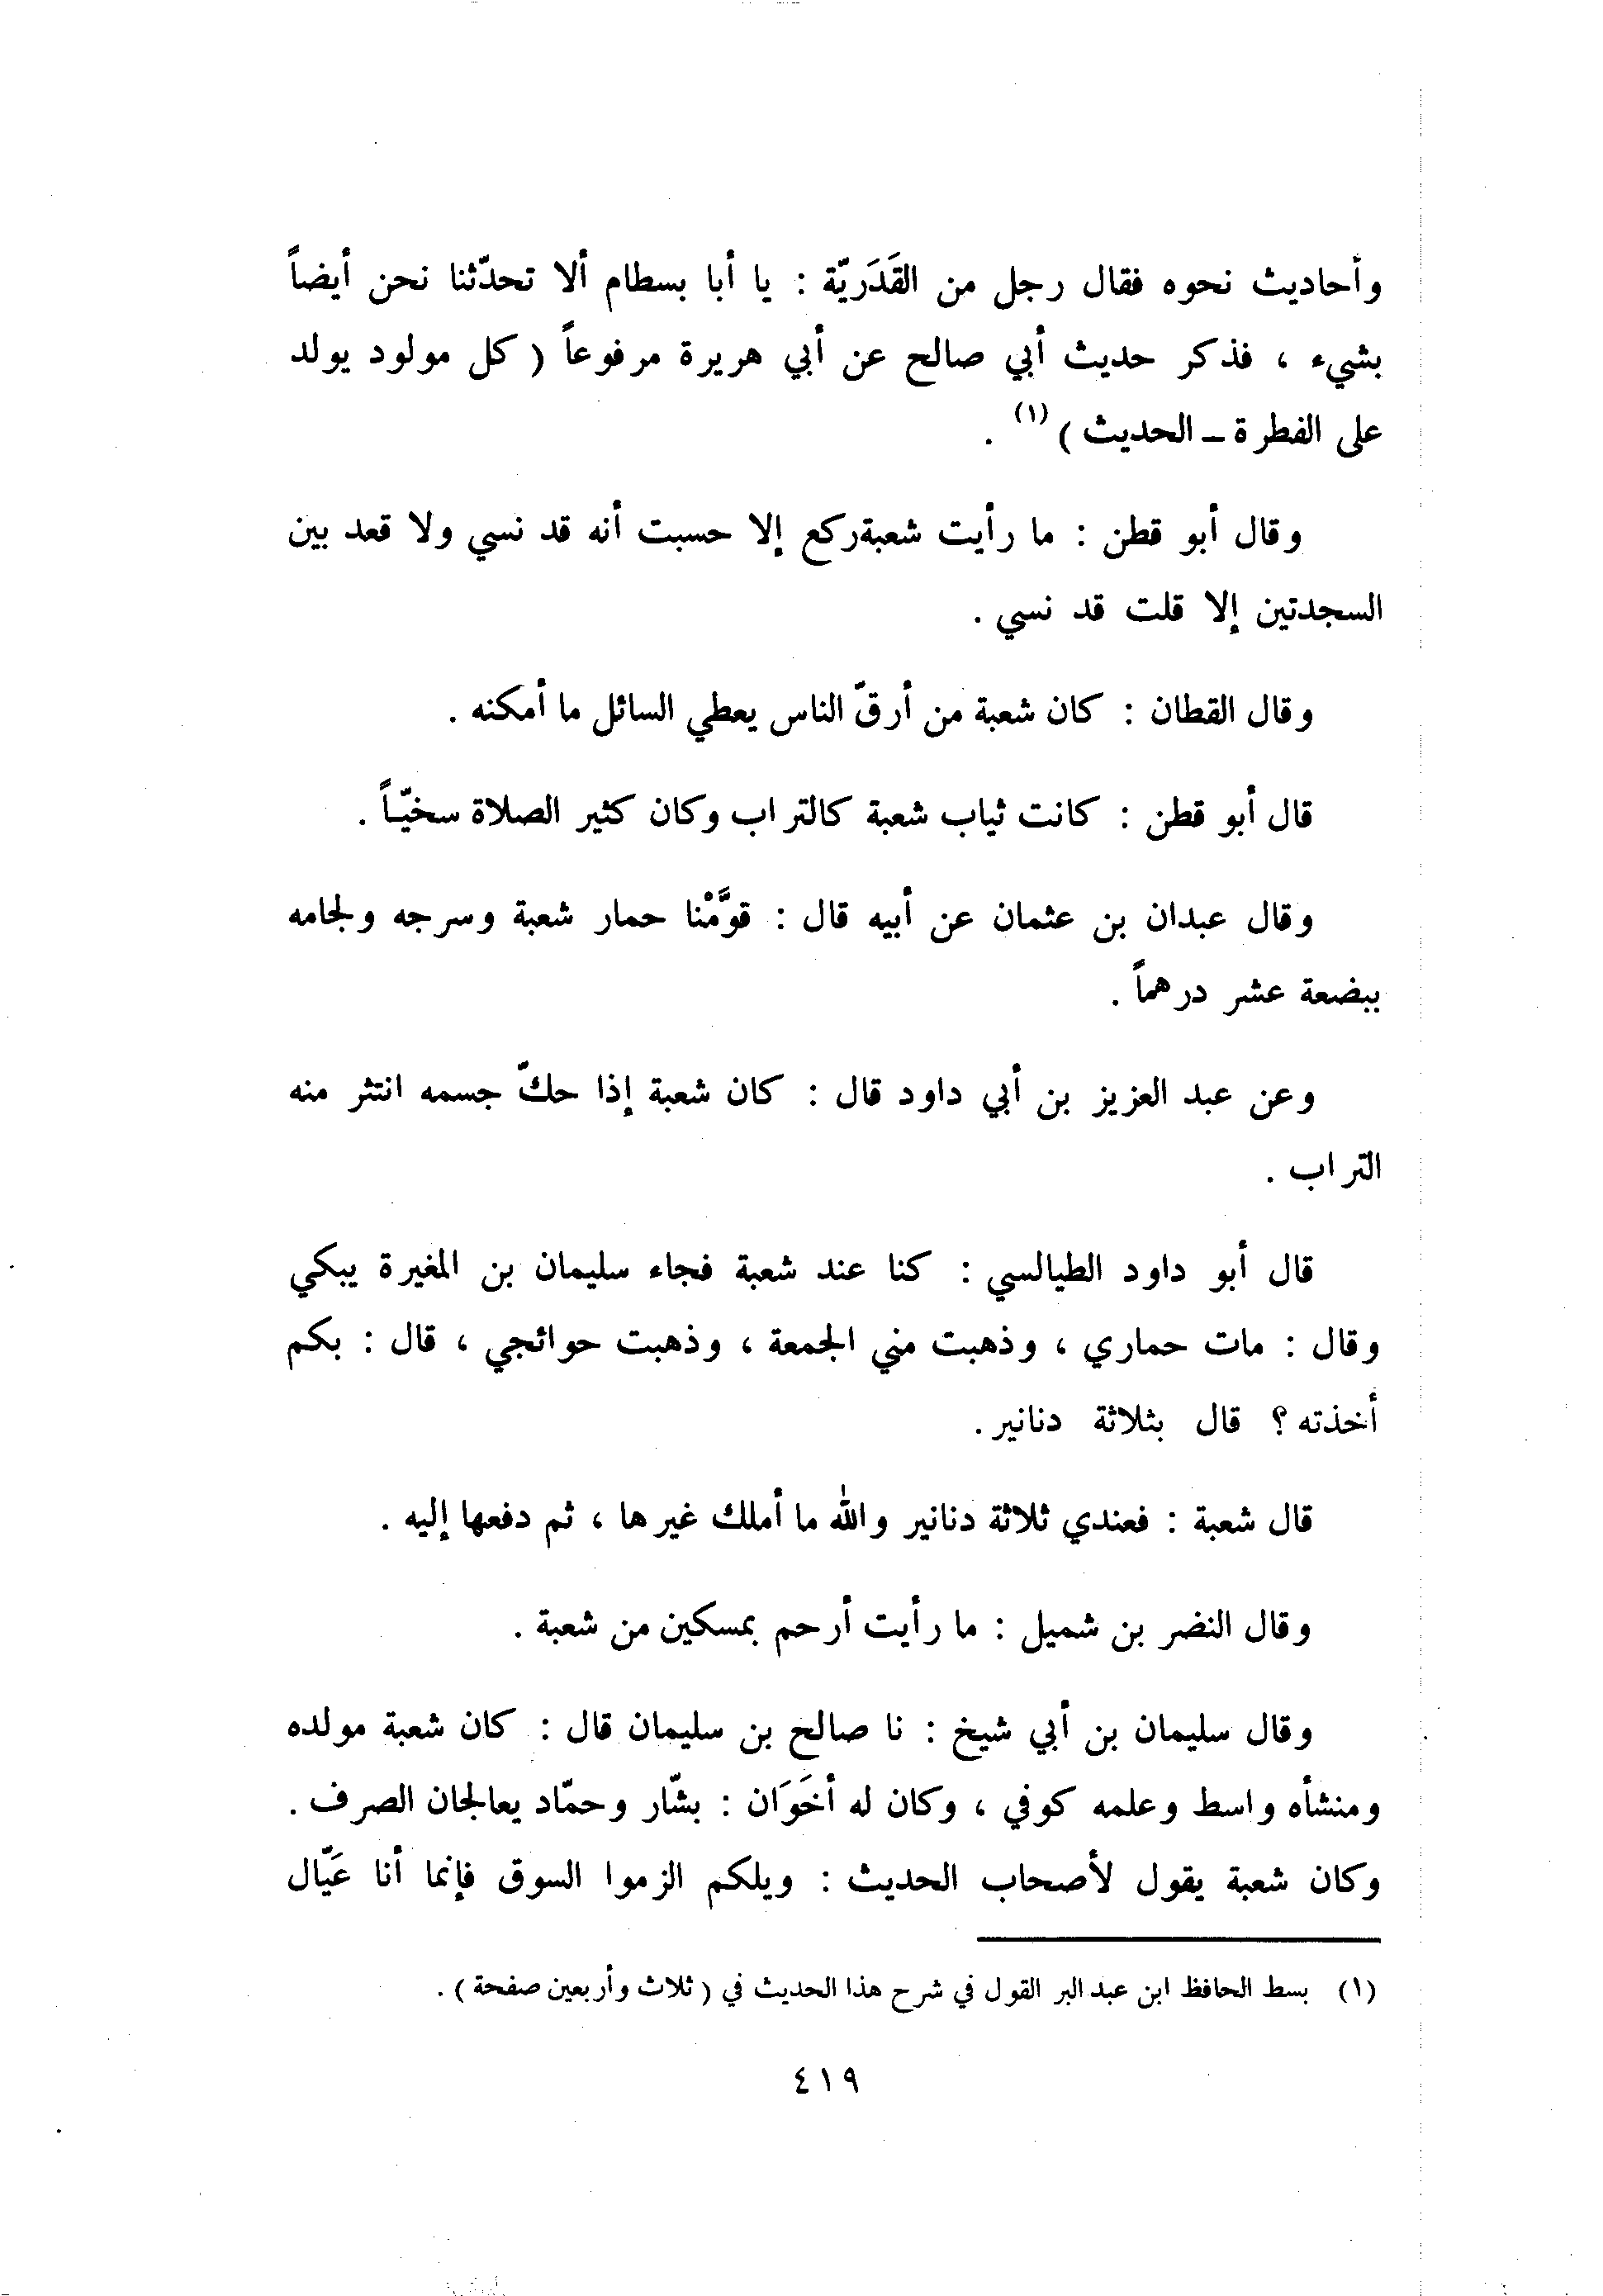 وأحاديث نحوه فقال رجل من القَدَريّة : يا أبا بسطام ألا تحدّثنا نحن أيضاً
بشيء ، فذكر حديث أبي صالح عن أبي هريرة مرفوعاً ( كل مولود يولد
على الفطرة – الحديث ) (١) .
وقال أبو قطن : ما رأيت شعبة ركع إلا حسبت أنه قد نسي ولا قعد بين
السجدتين إلا قلت قد نسي .
وقال القطان : كان شعبة من أرقّ الناس يعطي السائل ما أمكنه .
قال أبو قطن : كانت ثياب شعبة كالتراب وكان كثير الصلاة سخيّاً .
وقال عبدان بن عثمان عن أبيه قال : قوَّمْنا حمار شعبة وسرجه ولجامه
ببضعة عشر درهماً .
وعن عبد العزيز بن أبي داود قال : كان شعبة إذا حكّ جسمه انتثر منه
التراب .
قال أبو داود الطيالسي : كنا عند شعبة فجاء سليمان بن المغيرة يبكي
وقال : مات حماري ، وذهبت مني الجمعة ، وذهبت حوائجي ، قال : بكم
أخذته ؟ قال بثلاثة دنانير .
قال شعبة : فعندي ثلاثة دنانير والله ما أملك غيرها ، ثم دفعها إليه .
وقال النضر بن شميل : ما رأيت أرحم بمسكين من شعبة .
وقال سليمان بن أبي شيخ : نا صالح بن سليمان قال : كان شعبة مولده
ومنشأه واسط وعلمه كوفي ، وكان له أخَوَان : بشّار وحمّاد يعالجان الصرف .
وكان شعبة يقول لأصحاب الحديث : ويلكم الزموا السوق فإنما أنا عَيّال
(١) بسط الحافظ ابن عبد البر القول في شرح هذا الحديث في ( ثلاث وأربعين صفحة ) .
٤١٩